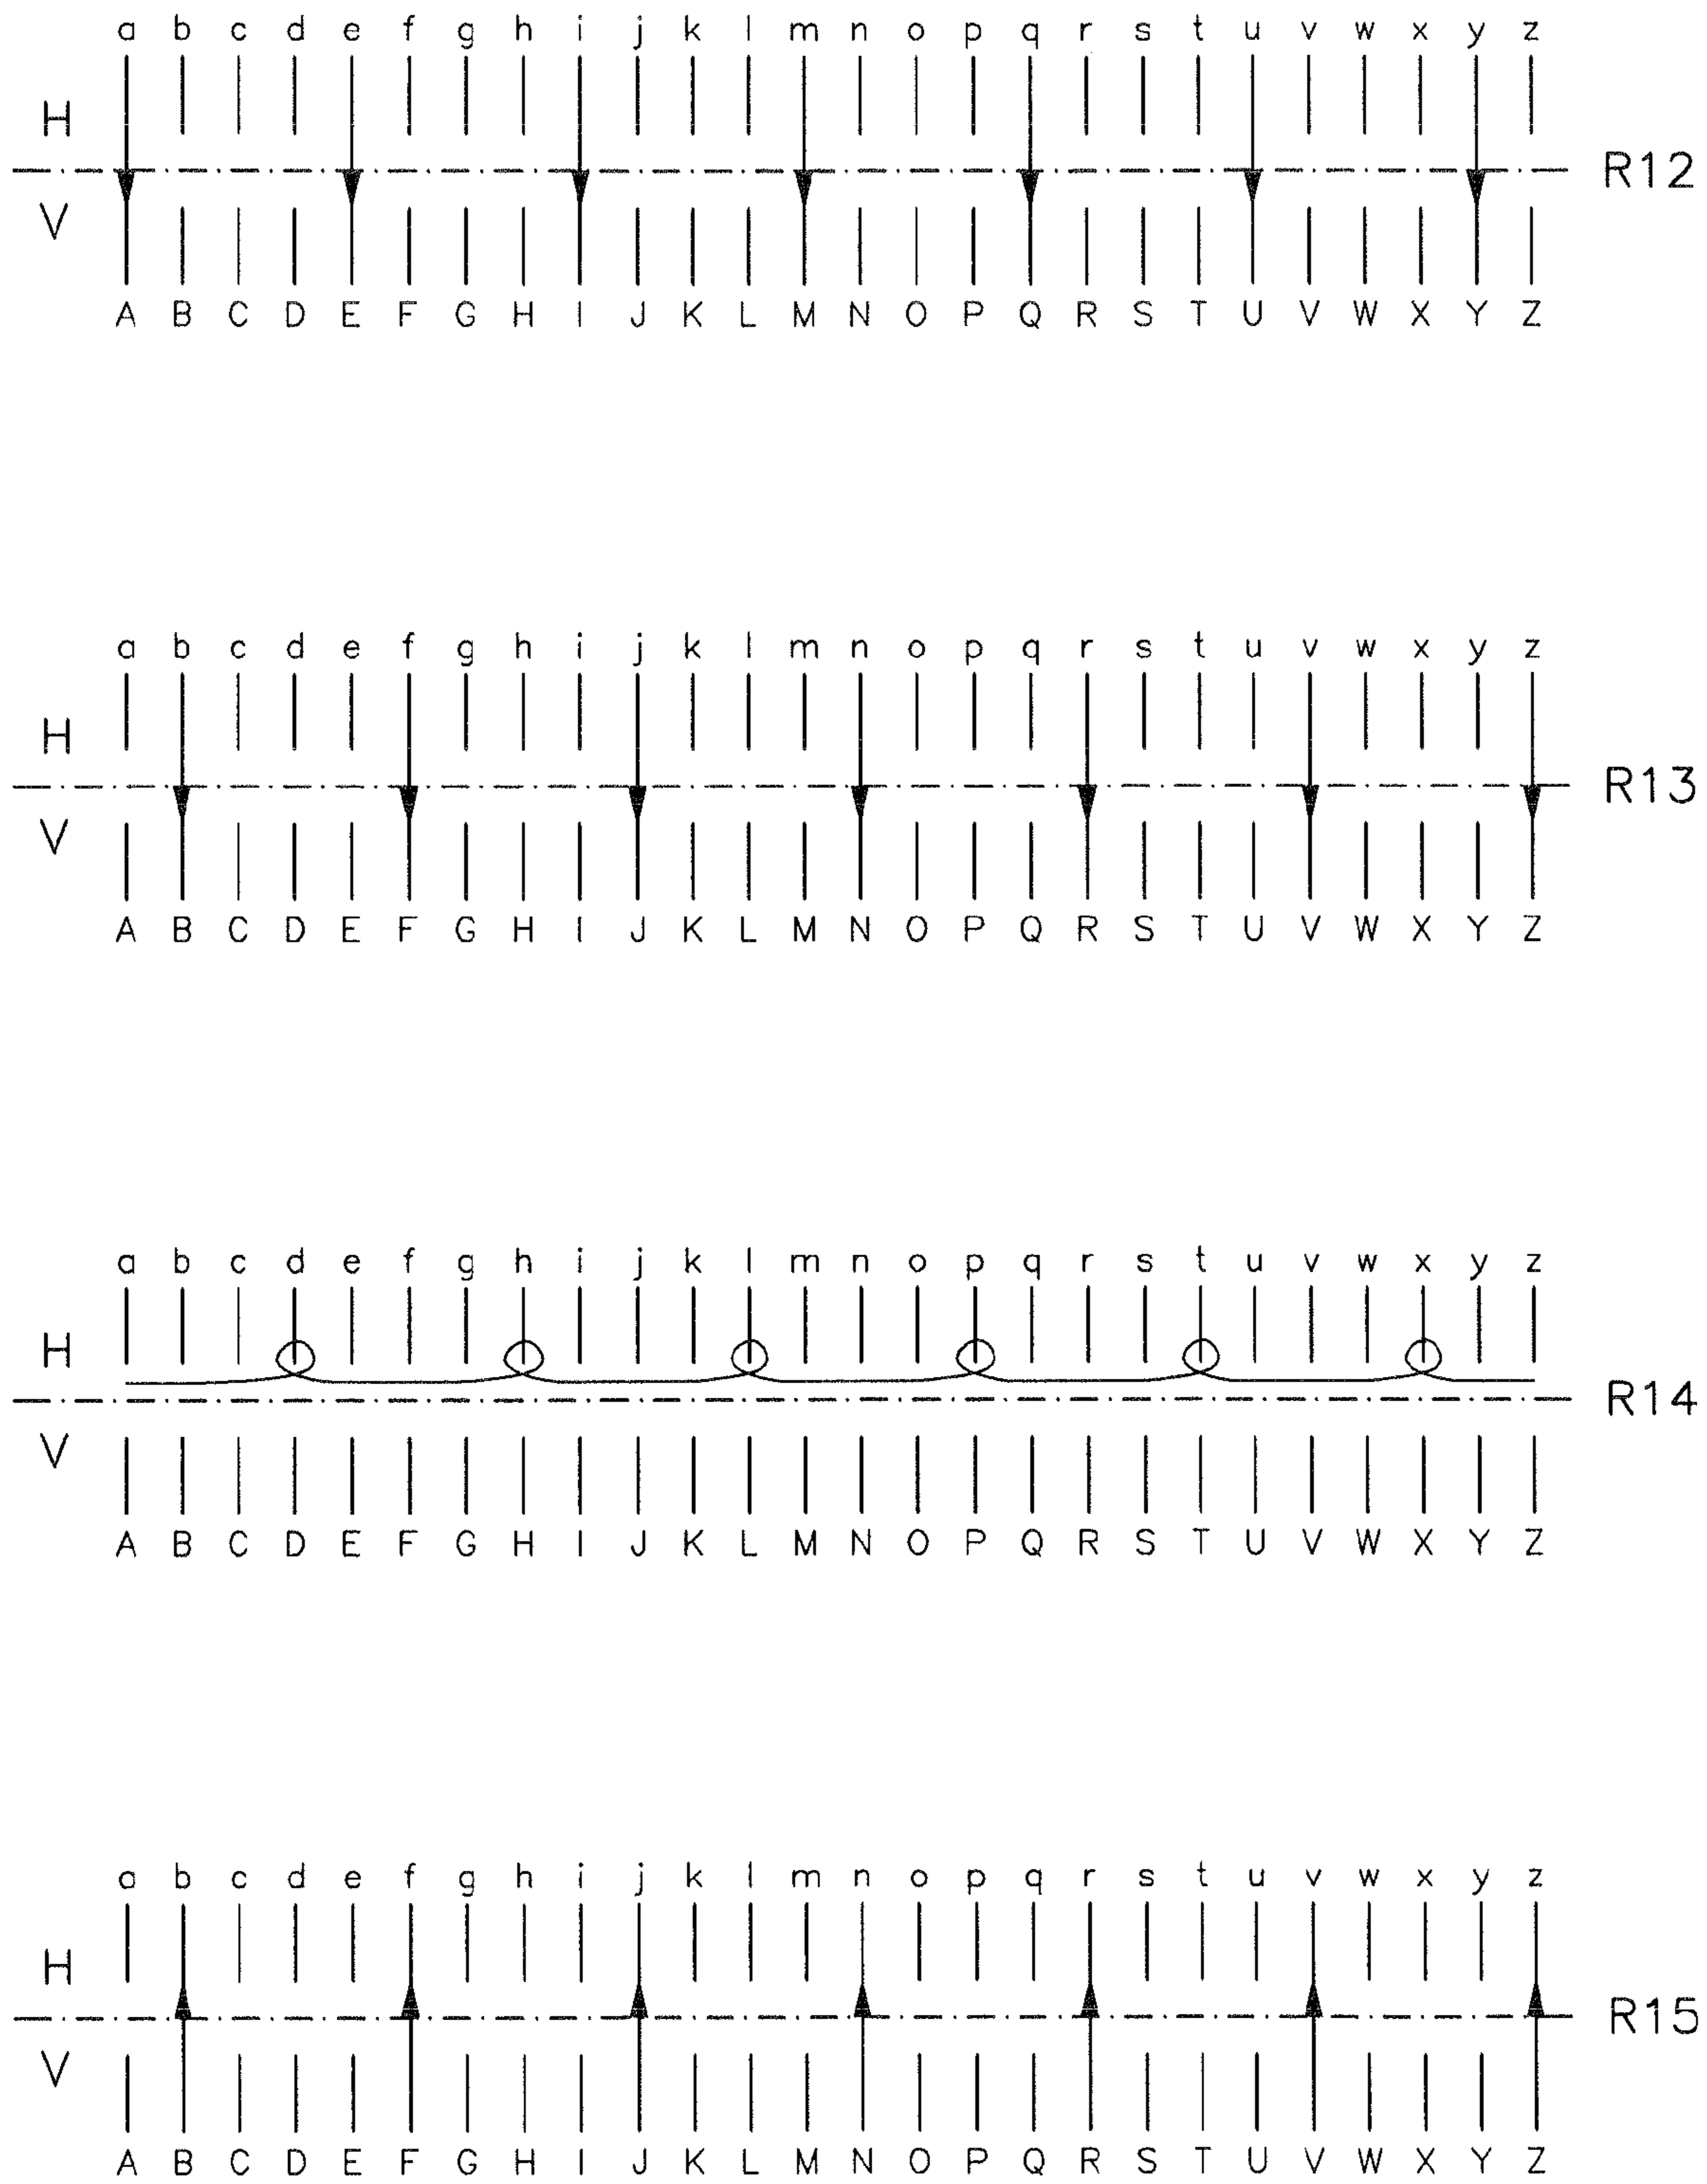 a b c d e f g h i j k l m n o p q r s t u v w x y z
H
R12
V
A B C D E F G H I J K L M N O P Q R S T U V W X Y Z
a b c d e f g h i j k l m n o p q r s t u v w x y z
H
R13
V
A B C D E F G H I J K L M N O P Q R S T U V W X Y Z
a b c d e f g h i j k l m n o p q r s t u v w x y z
H
R14
V
A B C D E F G H I J K L M N O P Q R S T U V W X Y Z
a b c d e f g h i j k l m n o p q r s t u v w x y z
H
R15
V
A B C D E F G H I J K L M N O P Q R S T U V W X Y Z